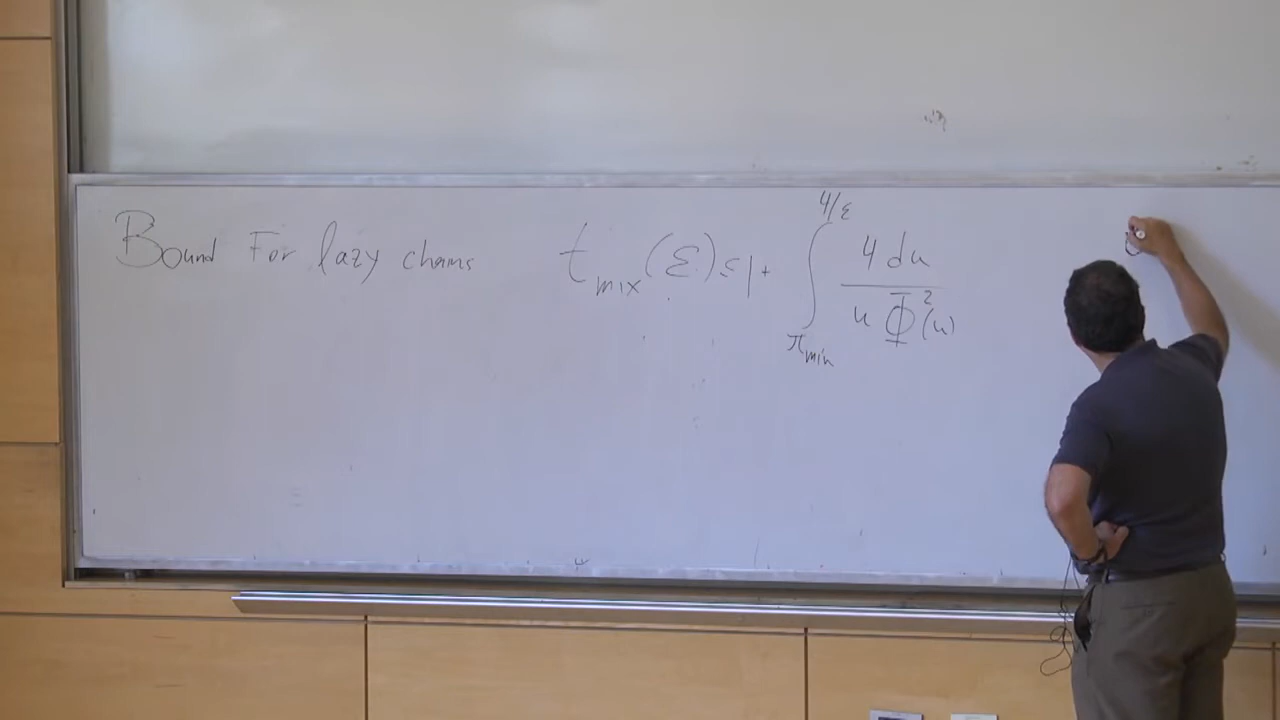 Bound For lazy chains t_mix(ε) ≤ 1 + ∫_{π_min}^{4/ε} 4 du / u Φ²(u)